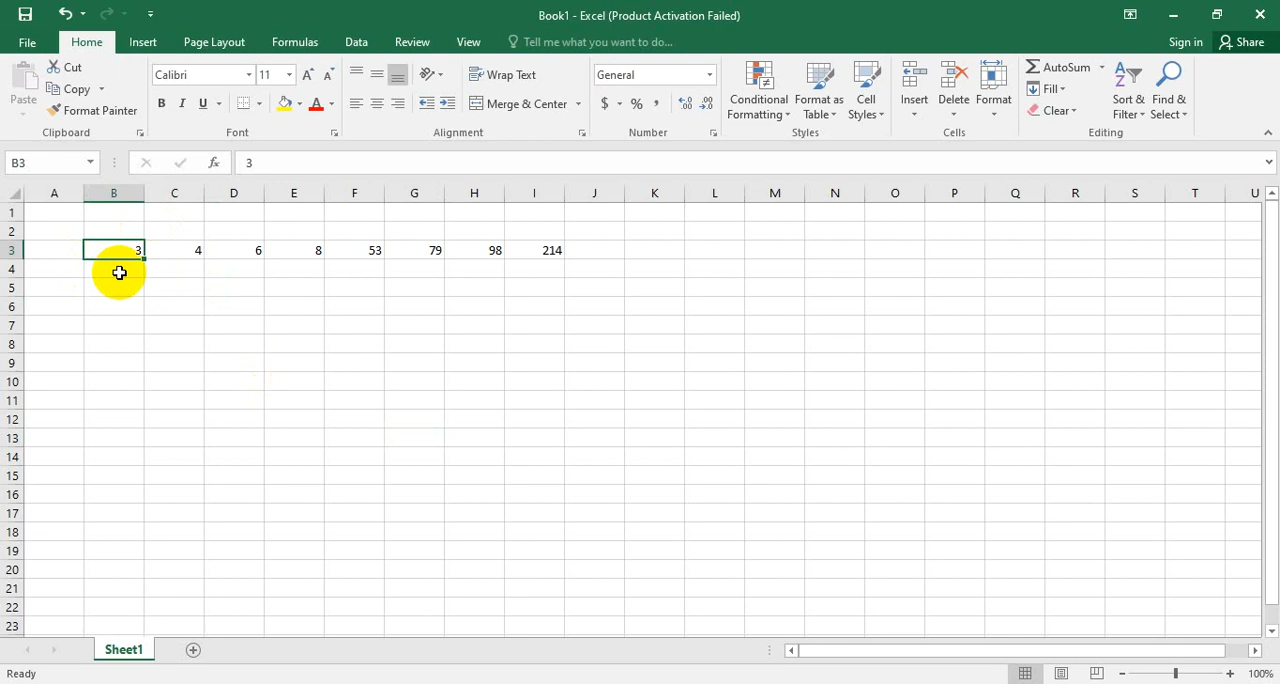 Book1 - Excel (Product Activation Failed)
File Home Insert Page Layout Formulas Data Review View Tell me what you want to do... Sign in Share
Paste Cut
Copy
Format Painter
Clipboard
Calibri 11 A A
B I U A
Font
Wrap Text
Merge & Center
Alignment
General
$ % ,
Number
Conditional Formatting
Format as Table
Cell Styles
Styles
Insert Delete Format
Cells
AutoSum
Fill
Clear
Sort & Filter
Find & Select
Editing
B3 fx 3
A B C D E F G H I J K L M N O P Q R S T U
1
2
3 3 4 6 8 53 79 98 214
4
5
6
7
8
9
10
11
12
13
14
15
16
17
18
19
20
21
22
23
Sheet1
Ready 100%